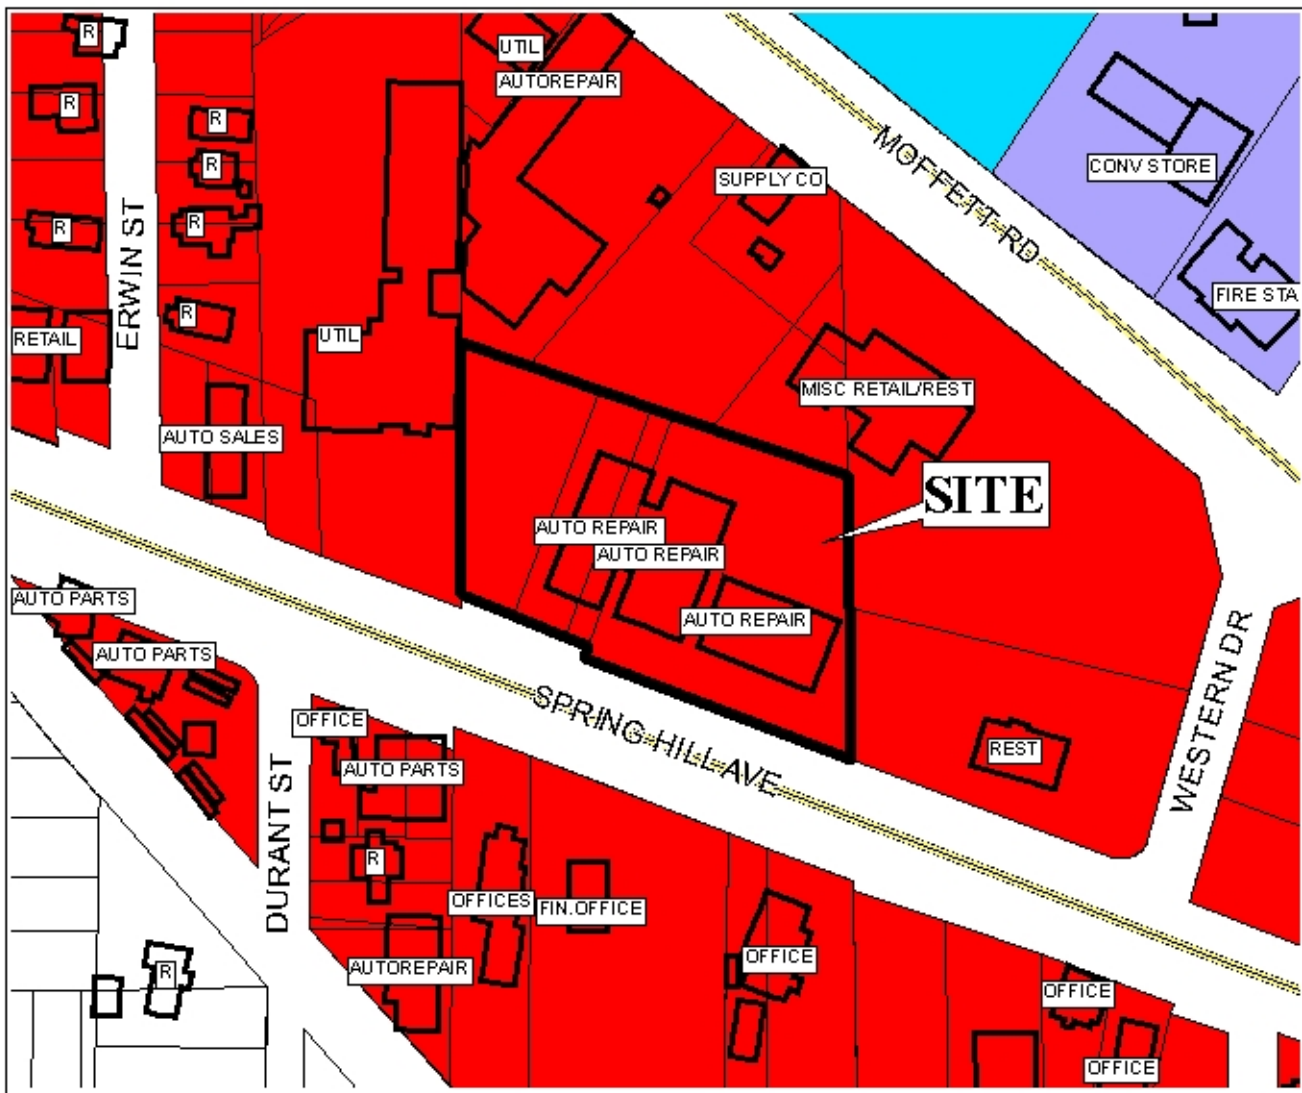 R
UTIL
AUTOREPAIR
R
R
CONV STORE
MOFFETT RD
R
SUPPLY CO
R
R
ERWIN ST
FIRE STA
R
RETAIL
UTIL
MISC RETAIL/REST
AUTO SALES
SITE
AUTO REPAIR
AUTO REPAIR
AUTO PARTS
AUTO REPAIR
AUTO PARTS
WESTERN DR
OFFICE
SPRING HILL AVE
REST
AUTO PARTS
DURANT ST
R
OFFICES
FIN.OFFICE
OFFICE
R
AUTOREPAIR
OFFICE
OFFICE